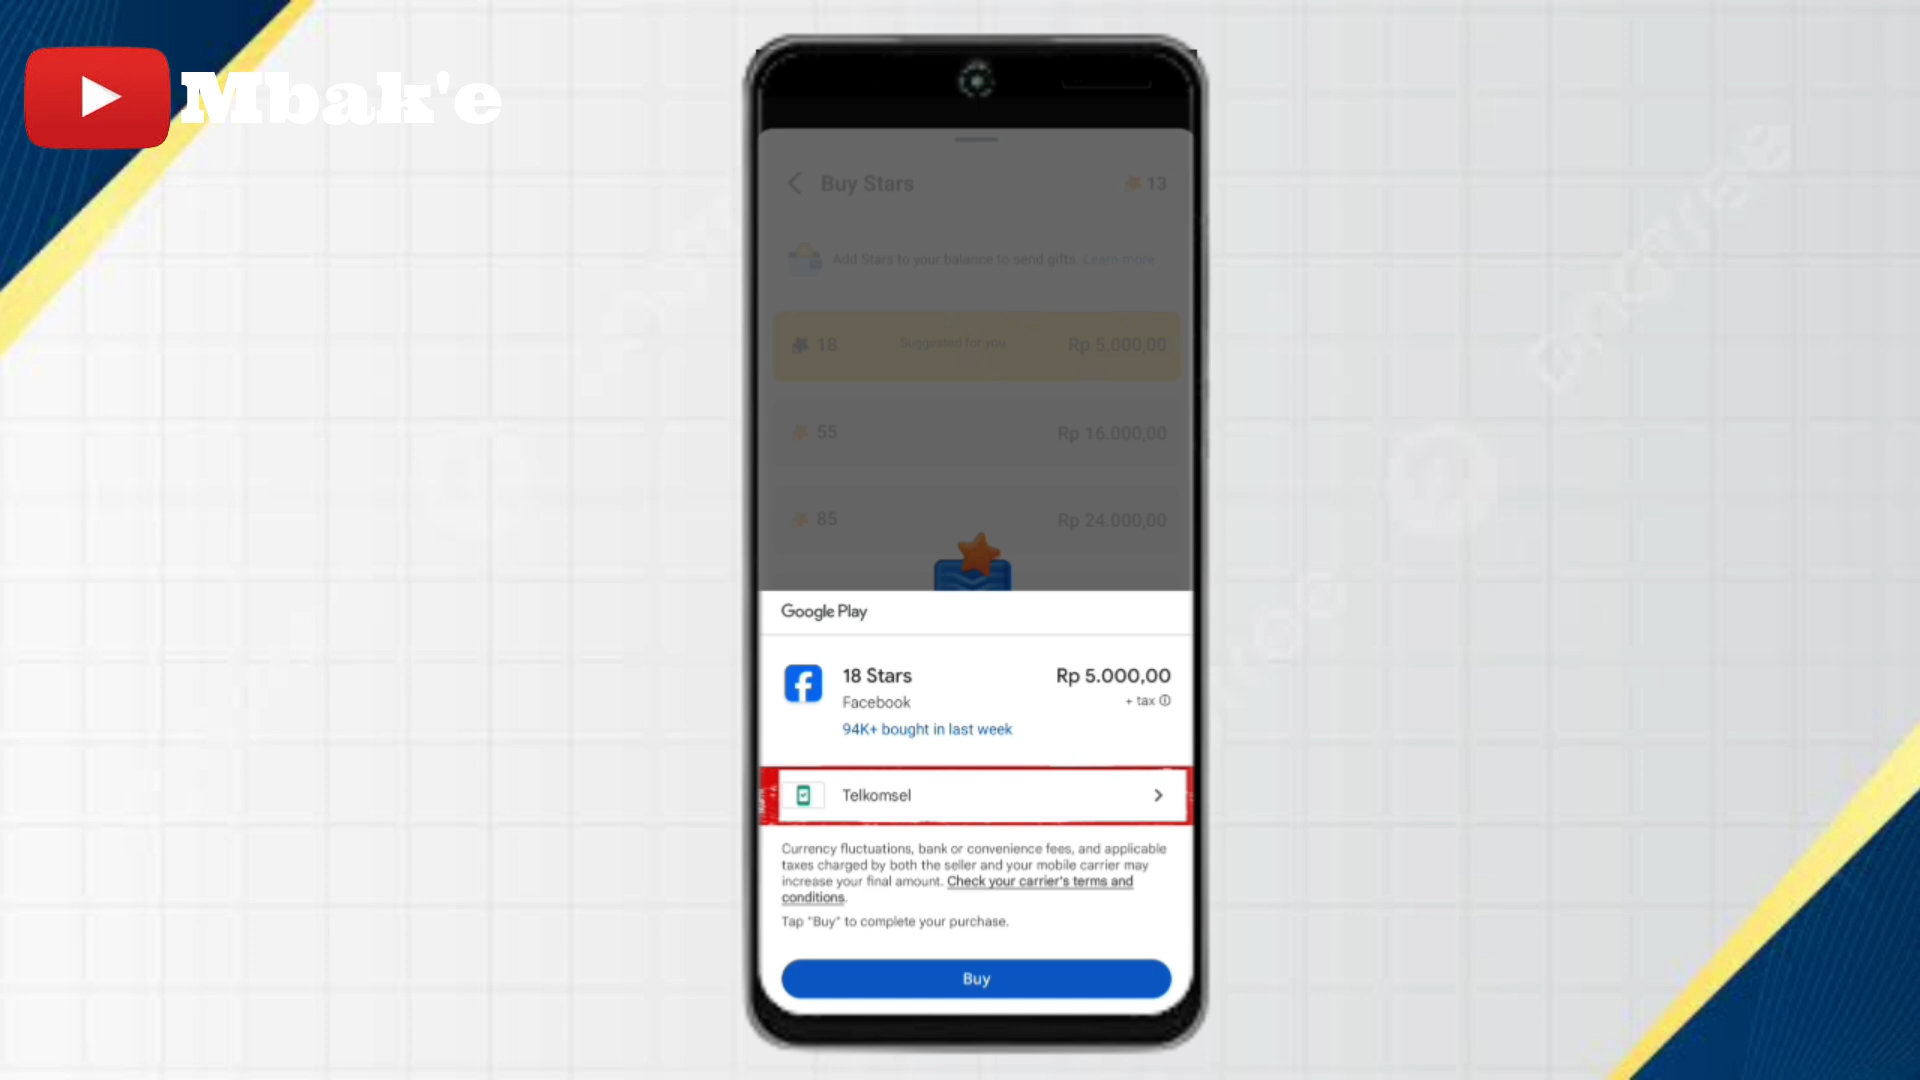 Mbak'e
Buy Stars
13
Add Stars to your balance to send gifts. Learn more
18 Suggested for you Rp 5.000,00
55 Rp 16.000,00
85 Rp 24.000,00
Google Play
18 Stars Rp 5.000,00
Facebook + tax
94K+ bought in last week
Telkomsel
Currency fluctuations, bank or convenience fees, and applicable
taxes charged by both the seller and your mobile carrier may
increase your final amount. Check your carrier's terms and
conditions.
Tap "Buy" to complete your purchase.
Buy
pngtree